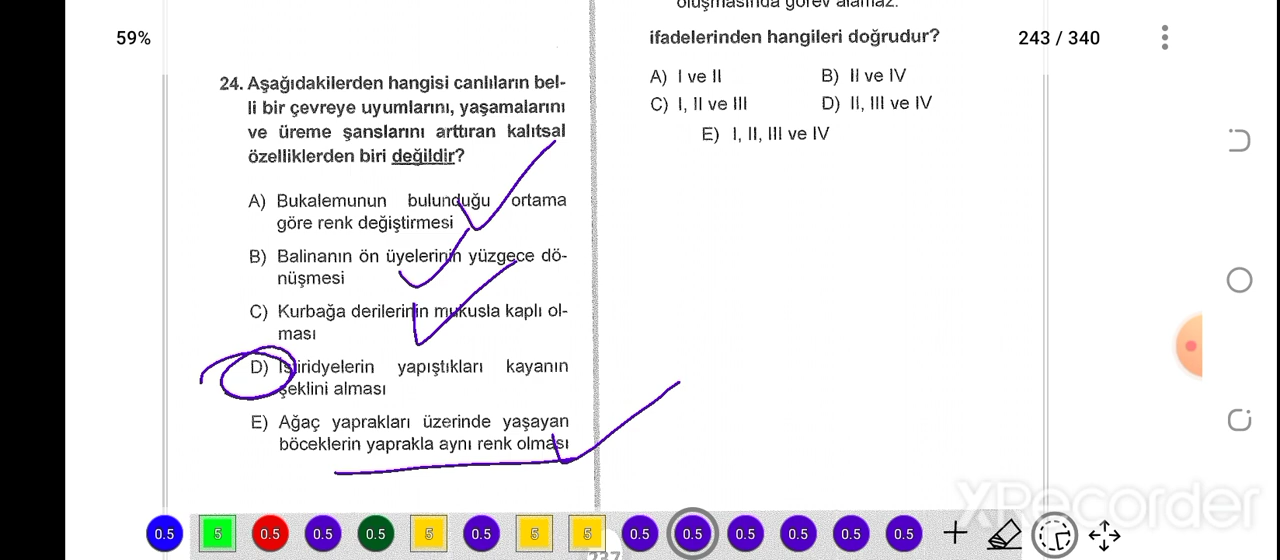 59%
24. Aşağıdakilerden hangisi canlıların bel-
li bir çevreye uyumlarını, yaşamalarını
ve üreme şanslarını arttıran kalıtsal
özelliklerden biri değildir?
A) Bukalemunun bulunduğu ortama
göre renk değiştirmesi
B) Balinanın ön üyelerinin yüzgece dö-
nüşmesi
C) Kurbağa derilerinin mukusla kaplı ol-
ması
D) İstiridyelerin yapıştıkları kayanın
şeklini alması
E) Ağaç yaprakları üzerinde yaşayan
böceklerin yaprakla aynı renk olması
oluşmasında görev alamaz.
ifadelerinden hangileri doğrudur?
A) I ve II B) II ve IV
C) I, II ve III D) II, III ve IV
E) I, II, III ve IV
243 / 340
XRecorder
0.5 5 0.5 0.5 0.5 5 0.5 5 5 0.5 0.5 0.5 0.5 0.5 0.5
237